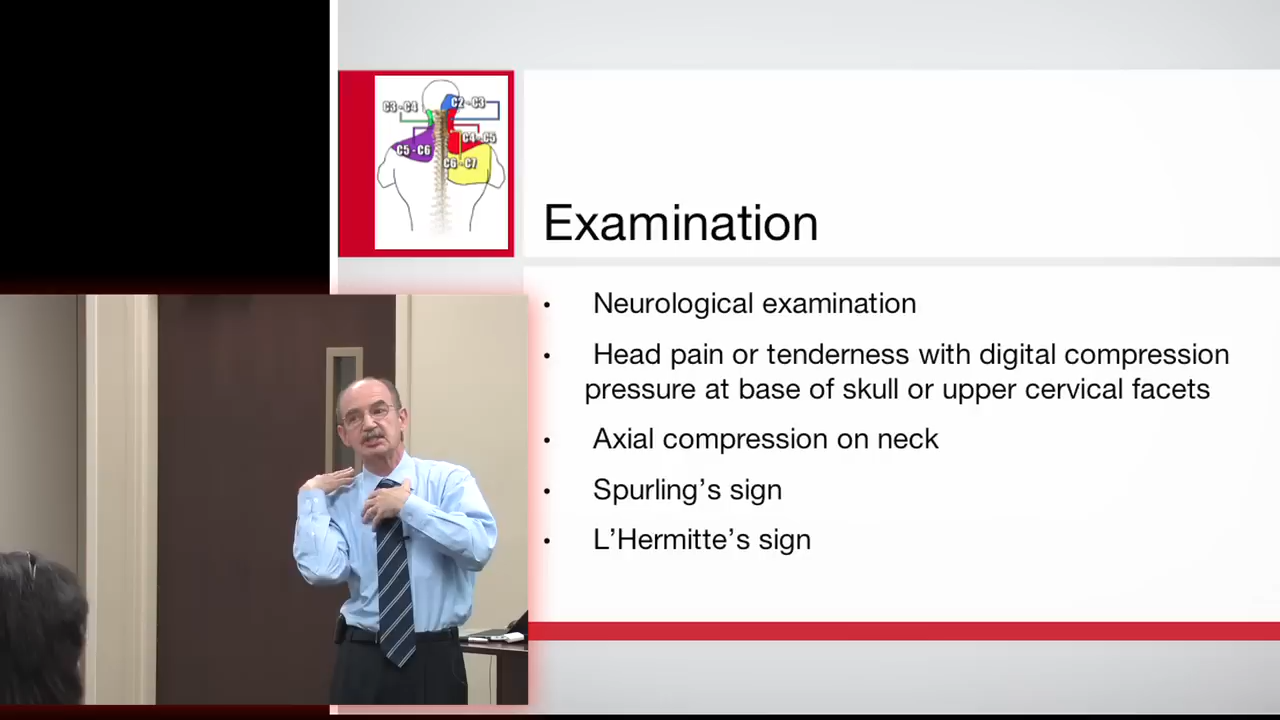 C3 - C4
C2 - C3
C4 - C5
C5 - C6
C6 - C7
Examination
• Neurological examination
• Head pain or tenderness with digital compression
pressure at base of skull or upper cervical facets
• Axial compression on neck
• Spurling’s sign
• L’Hermitte’s sign